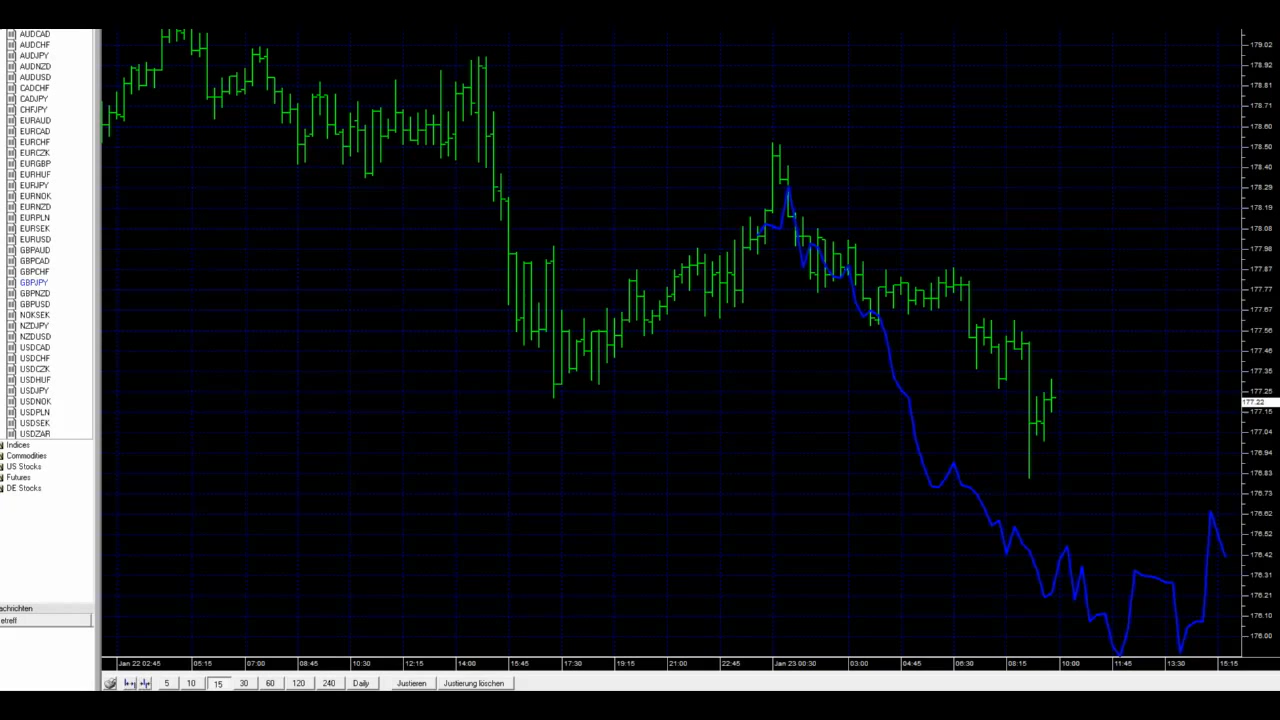 AUDCAD
AUDCHF
AUDJPY
AUDNZD
AUDUSD
CADCHF
CADJPY
CHFJPY
EURAUD
EURCAD
EURCHF
EURCZK
EURGBP
EURHUF
EURJPY
EURNOK
EURNZD
EURPLN
EURSEK
EURUSD
GBPAUD
GBPCAD
GBPCHF
GBPJPY
GBPNZD
GBPUSD
NOKSEK
NZDJPY
NZDUSD
USDCAD
USDCHF
USDCZK
USDHUF
USDJPY
USDNOK
USDPLN
USDSEK
USDZAR
Indices
Commodities
US Stocks
Futures
DE Stocks
achrichten
etreff
179.02
178.92
178.81
178.71
178.60
178.50
178.40
178.29
178.19
178.08
177.98
177.87
177.77
177.67
177.56
177.46
177.35
177.25
177.22
177.15
177.04
176.94
176.83
176.73
176.62
176.52
176.42
176.31
176.21
176.10
176.00
Jan 22 02:45 05:15 07:00 08:45 10:30 12:15 14:00 15:45 17:30 19:15 21:00 22:45 Jan 23 00:30 03:00 04:45 06:30 08:15 10:00 11:45 13:30 15:15
5 10 15 30 60 120 240 Daily Justieren Justierung löschen